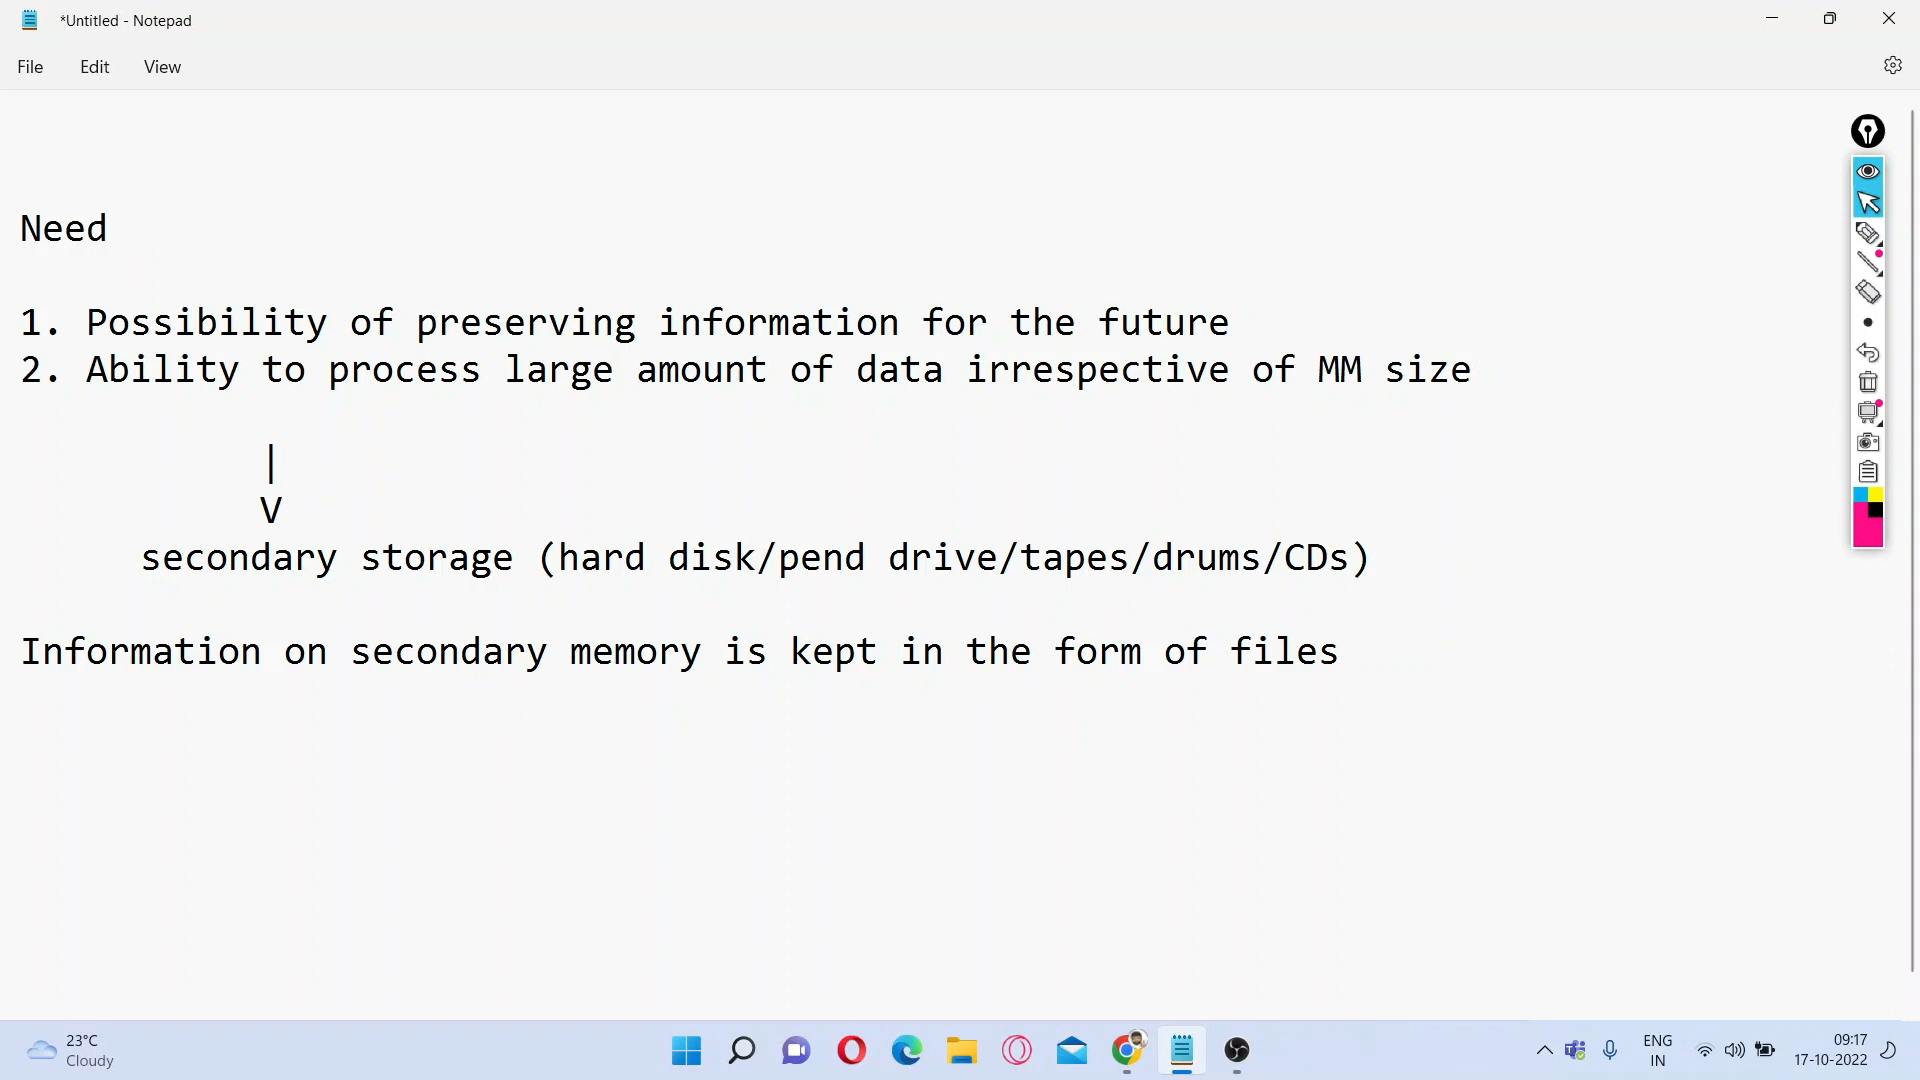 *Untitled - Notepad
File Edit View
Need
1. Possibility of preserving information for the future
2. Ability to process large amount of data irrespective of MM size
|
V
secondary storage (hard disk/pend drive/tapes/drums/CDs)
Information on secondary memory is kept in the form of files
23°C
Cloudy
ENG
IN
09:17
17-10-2022